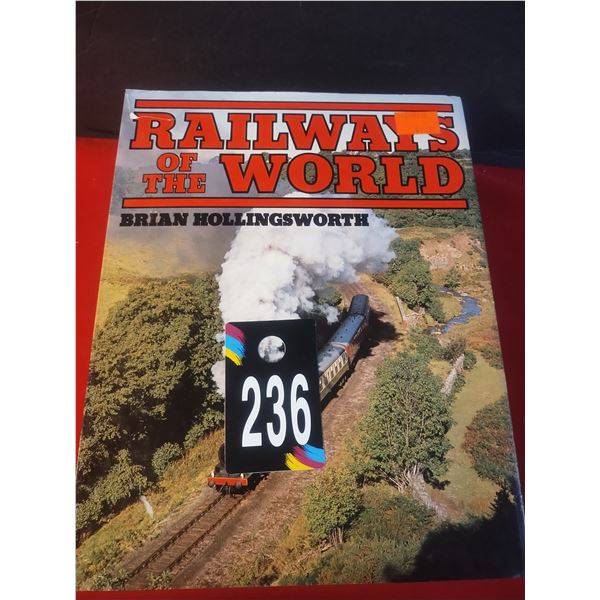 RAILWAYS
OF THE WORLD
BRIAN HOLLINGSWORTH
236